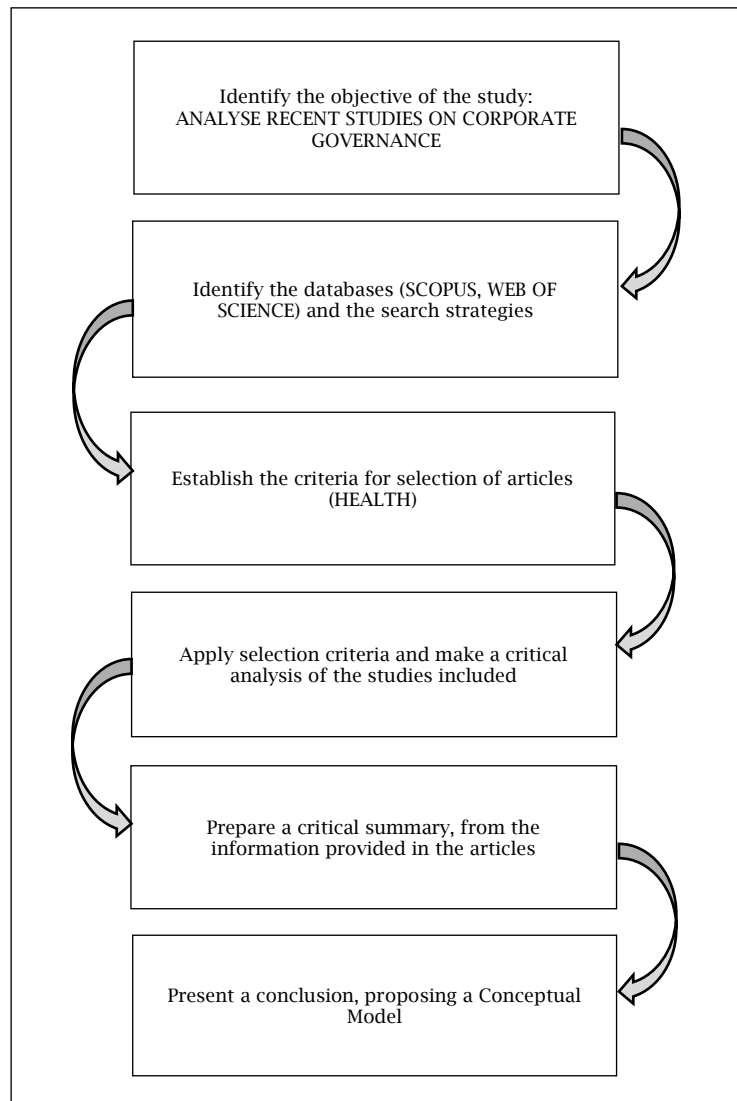 Identify the objective of the study:
ANALYSE RECENT STUDIES ON CORPORATE
GOVERNANCE
Identify the databases (SCOPUS, WEB OF
SCIENCE) and the search strategies
Establish the criteria for selection of articles
(HEALTH)
Apply selection criteria and make a critical
analysis of the studies included
Prepare a critical summary, from the
information provided in the articles
Present a conclusion, proposing a Conceptual
Model